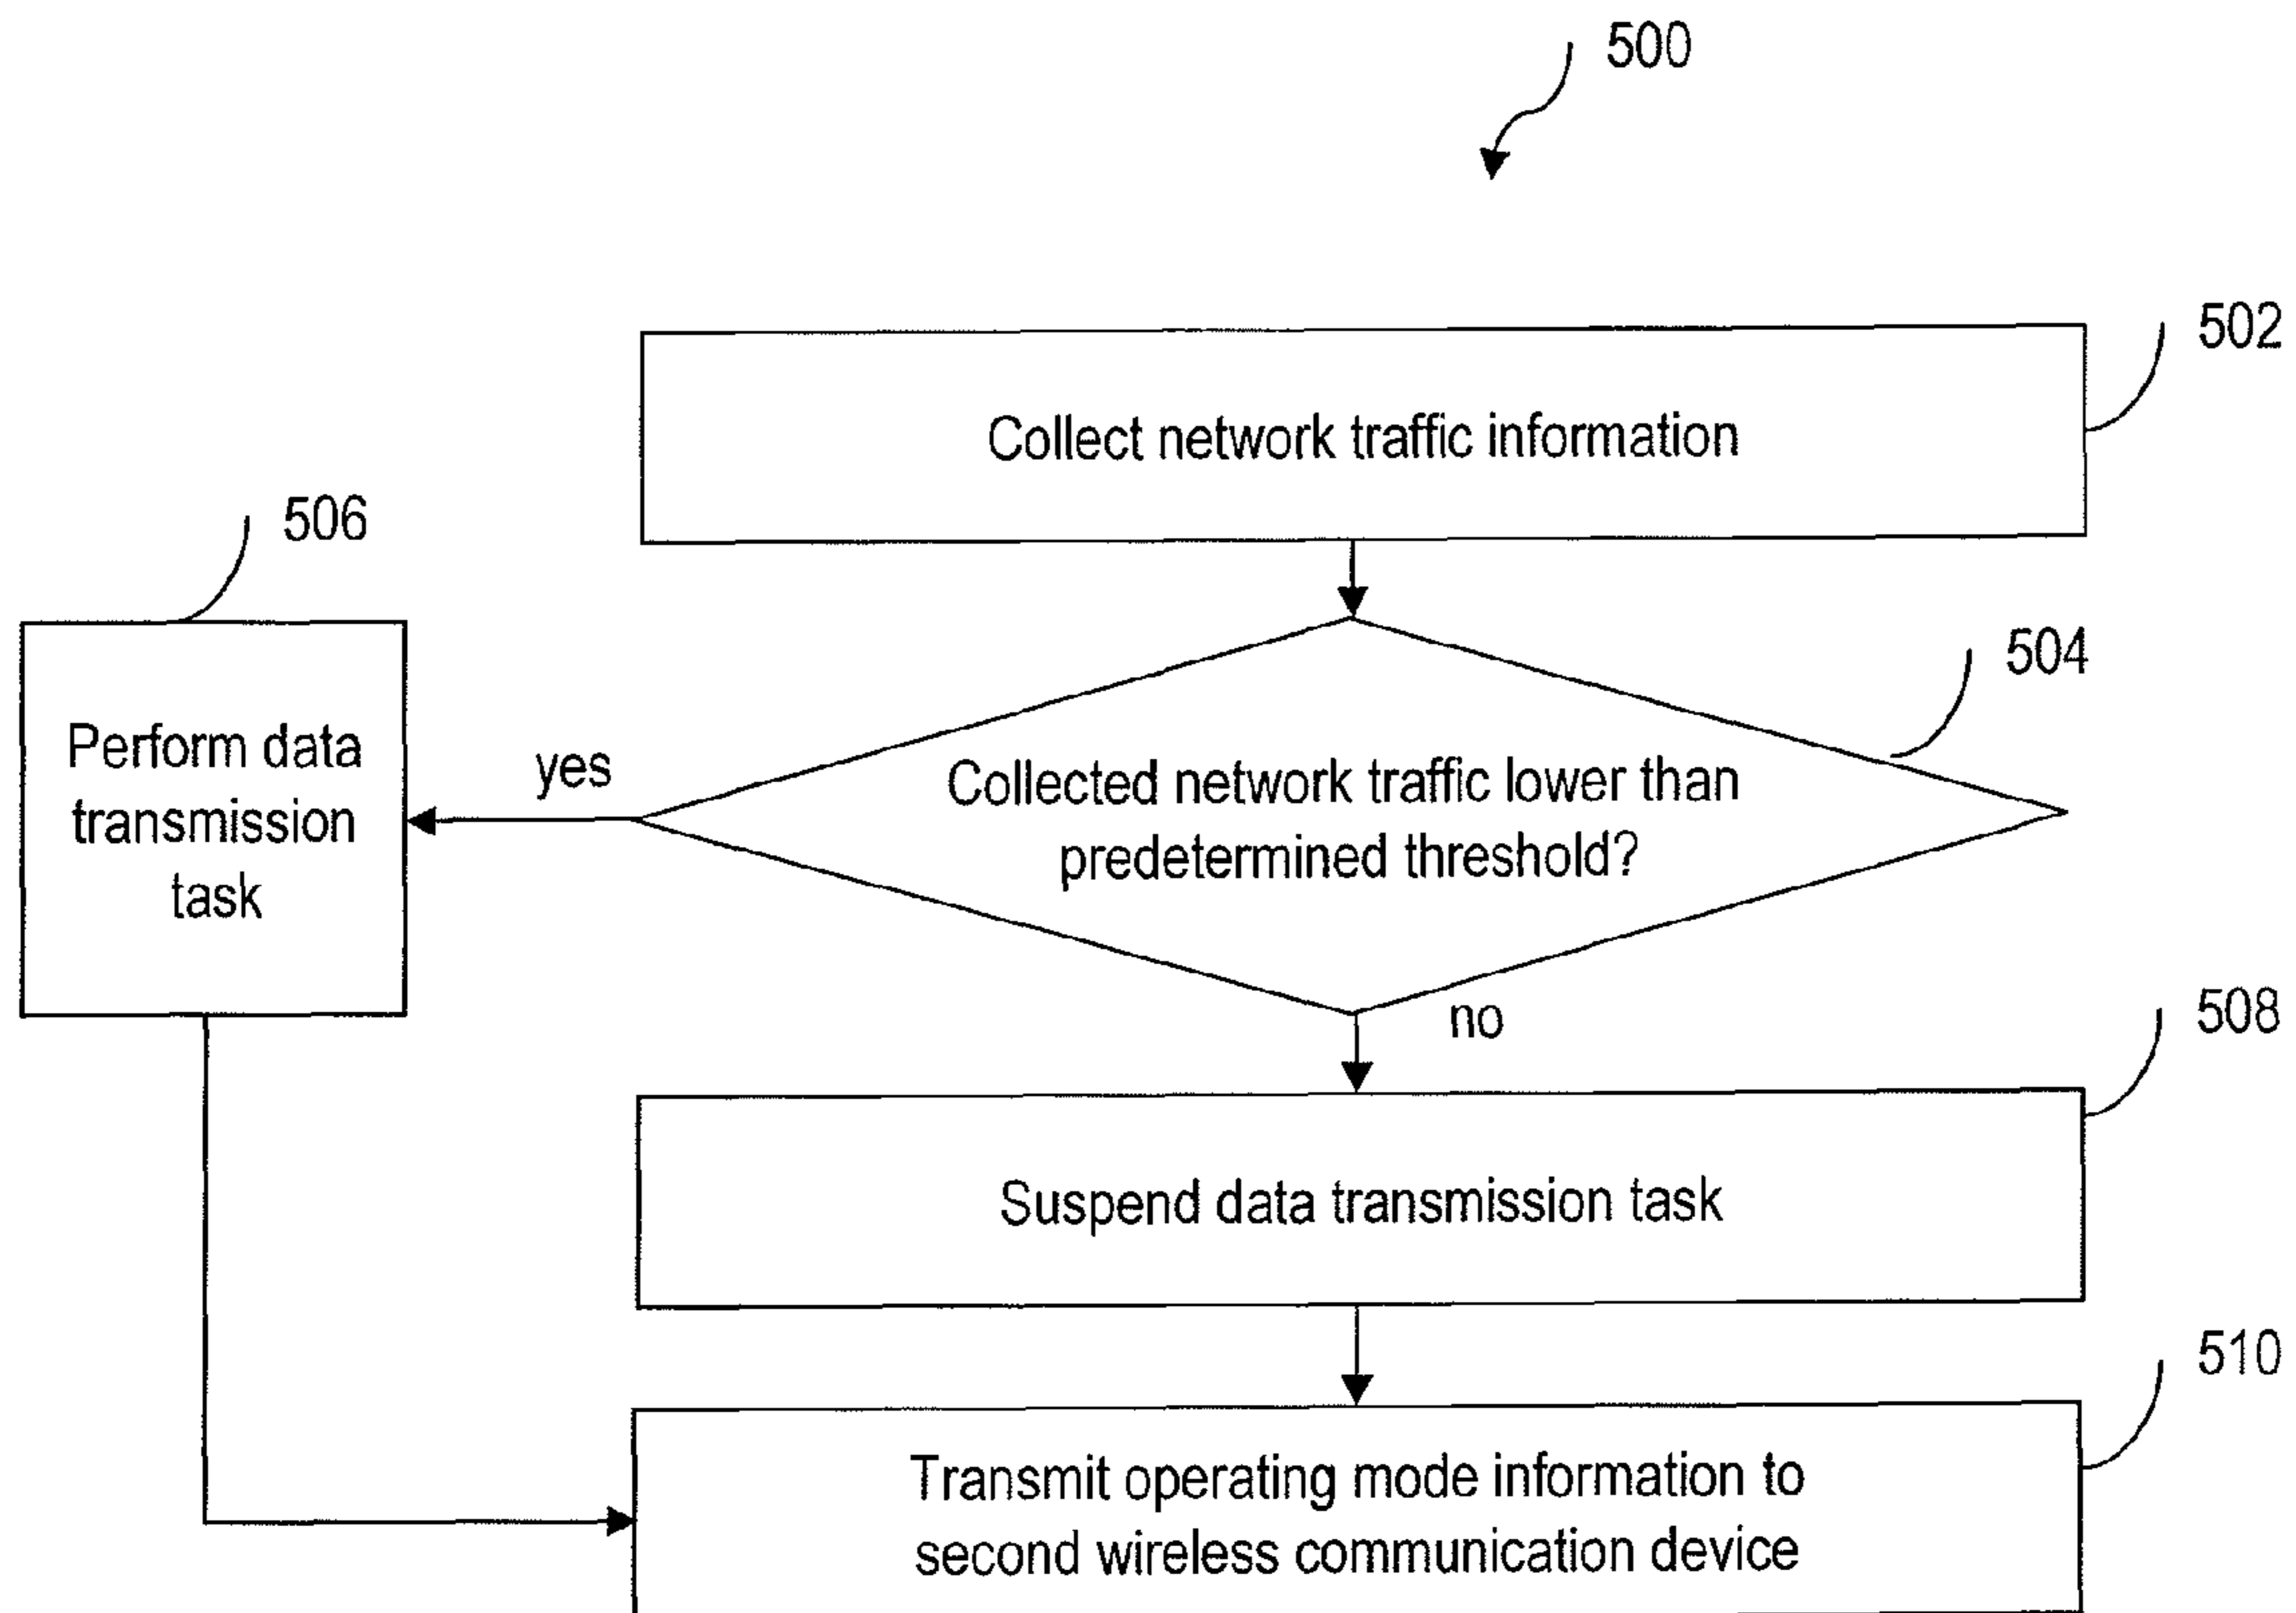 500
502
Collect network traffic information
506
504
Perform data
transmission
task
yes
Collected network traffic lower than
predetermined threshold?
no
508
Suspend data transmission task
510
Transmit operating mode information to
second wireless communication device